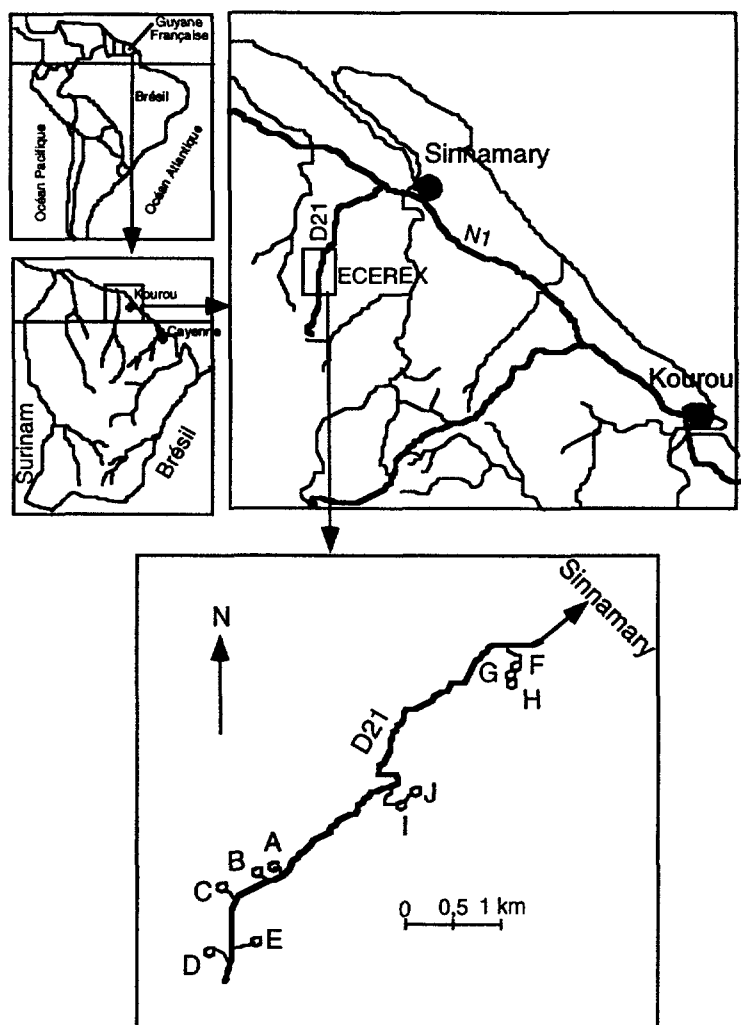 Guyane
Française
Brésil
Océan Pacifique
Océan Atlantique
Kourou
Cayenne
Surinam
Brésil
Sinnamary
D21
N1
ECEREX
Kourou
Sinnamary
N
G F
H
D21
J
I
A
B
C
0 0,5 1 km
E
D